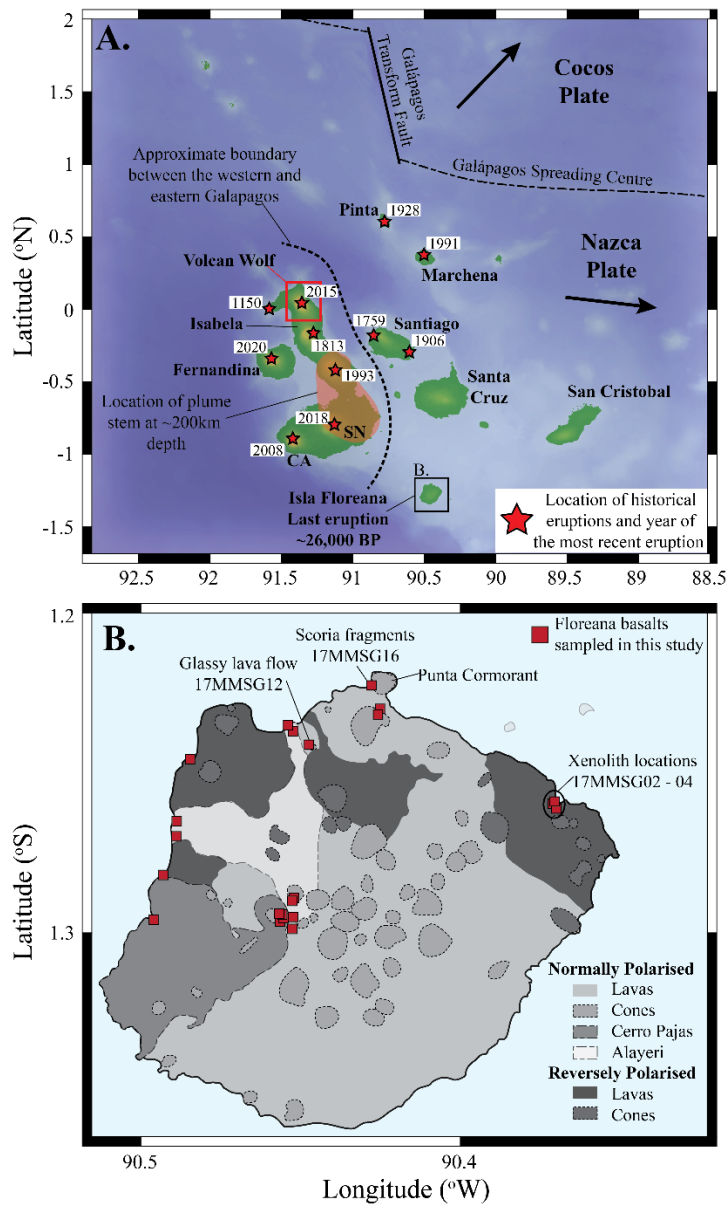 A.
2
1.5
1
0.5
0
-0.5
-1
-1.5
Latitude (°N)
Galápagos
Transform Fault
Cocos
Plate
Galápagos Spreading Centre
Approximate boundary
between the western and
eastern Galapagos
Pinta
1928
1991
Marchena
Nazca
Plate
Volcan Wolf
2015
1150
Isabela
1759
Santiago
1906
2020
1813
Fernandina
1993
Santa
Cruz
San Cristobal
Location of plume
stem at ~200km
depth
2018
SN
2008
CA
B.
Isla Floreana
Last eruption
~26,000 BP
Location of historical
eruptions and year of
the most recent eruption
92.5
92
91.5
91
90.5
90
89.5
89
88.5
B.
1.2
1.3
Latitude (°S)
Scoria fragments
17MMSG16
Floreana basalts
sampled in this study
Glassy lava flow
17MMSG12
Punta Cormorant
Xenolith locations
17MMSG02 - 04
Normally Polarised
Lavas
Cones
Cerro Pajas
Alayeri
Reversely Polarised
Lavas
Cones
90.5
90.4
Longitude (°W)